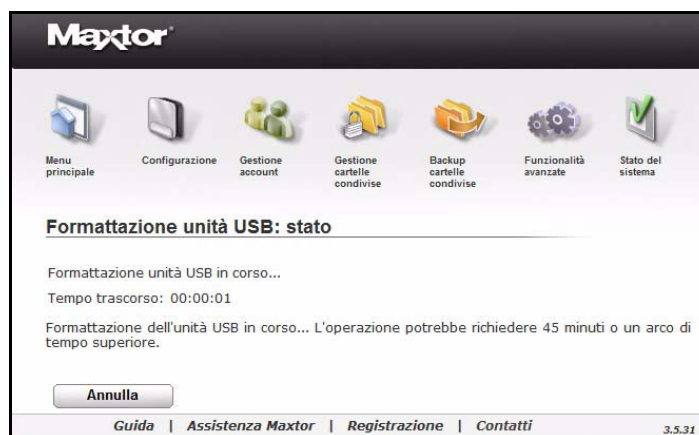 Maxtor
Menu principale
Configurazione
Gestione account
Gestione cartelle condivise
Backup cartelle condivise
Funzionalità avanzate
Stato del sistema
Formattazione unità USB: stato
Formattazione unità USB in corso...
Tempo trascorso: 00:00:01
Formattazione dell'unità USB in corso... L'operazione potrebbe richiedere 45 minuti o un arco di
tempo superiore.
Annulla
Guida | Assistenza Maxtor | Registrazione | Contatti
3.5.31